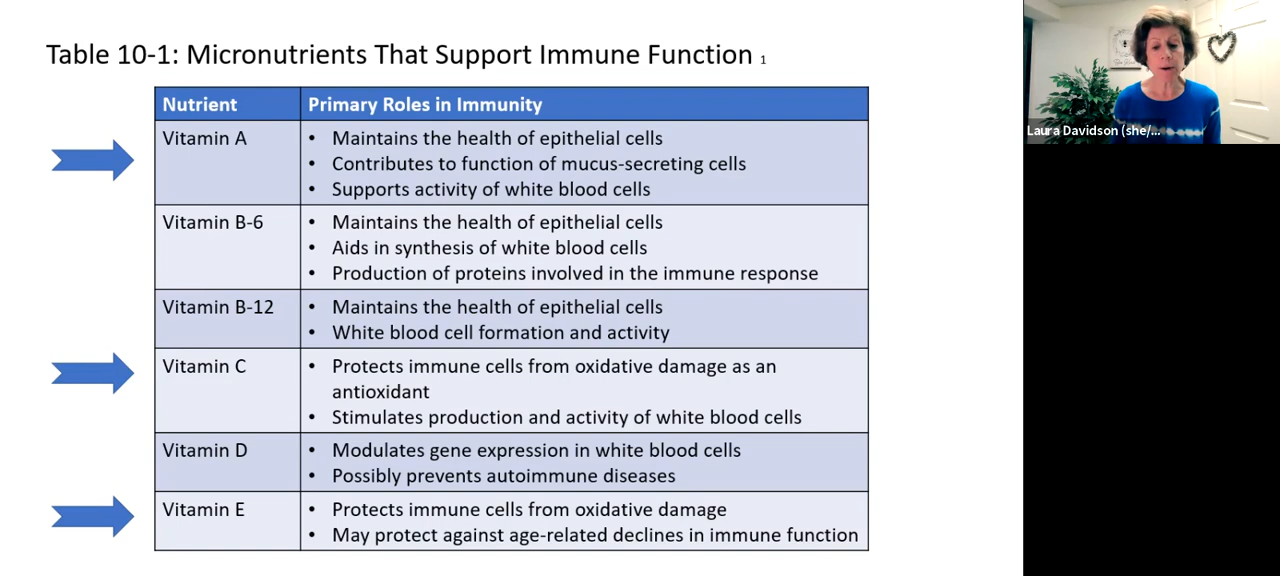 Table 10-1: Micronutrients That Support Immune Function 1
Nutrient
Primary Roles in Immunity
Vitamin A
• Maintains the health of epithelial cells
• Contributes to function of mucus-secreting cells
• Supports activity of white blood cells
Vitamin B-6
• Maintains the health of epithelial cells
• Aids in synthesis of white blood cells
• Production of proteins involved in the immune response
Vitamin B-12
• Maintains the health of epithelial cells
• White blood cell formation and activity
Vitamin C
• Protects immune cells from oxidative damage as an
antioxidant
• Stimulates production and activity of white blood cells
Vitamin D
• Modulates gene expression in white blood cells
• Possibly prevents autoimmune diseases
Vitamin E
• Protects immune cells from oxidative damage
• May protect against age-related declines in immune function
Laura Davidson (she/...